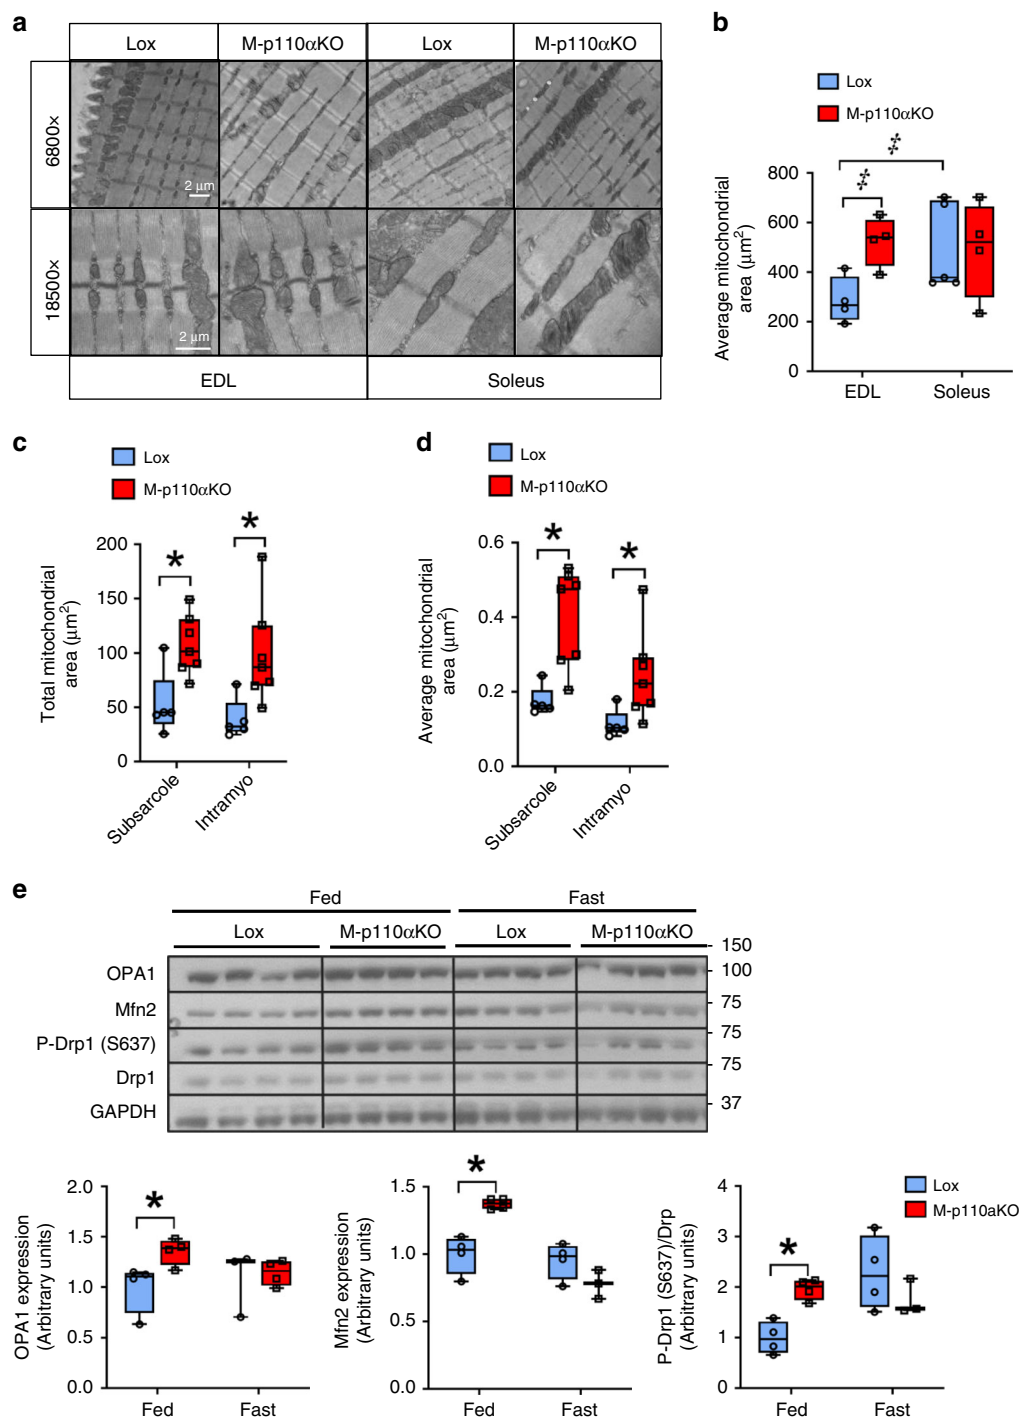 a
Lox M-p110αKO Lox M-p110αKO
6800×
2 μm
18500×
2 μm
EDL Soleus
b
Lox
M-p110αKO
‡
‡
Average mitochondrial
area (μm²)
800
600
400
200
0
EDL Soleus
c
Lox
M-p110αKO
Total mitochondrial
area (μm²)
200
150
100
50
0
* *
Subsarcole Intramyo
d
Lox
M-p110αKO
Average mitochondrial
area (μm²)
0.6
0.4
0.2
0.0
* *
Subsarcole Intramyo
e
Fed Fast
Lox M-p110αKO Lox M-p110αKO
OPA1
Mfn2
P-Drp1 (S637)
Drp1
GAPDH
- 150
- 100
75
- 75
75
- 37
OPA1 expression
(Arbitrary units)
2.0
1.5
1.0
0.5
0.0
*
Fed Fast
Mfn2 expression
(Arbitrary units)
1.5
1.0
0.5
0.0
*
Fed Fast
P-Drp1 (S637)/Drp
(Arbitrary units)
4
3
2
1
0
*
Fed Fast
Lox
M-p110aKO